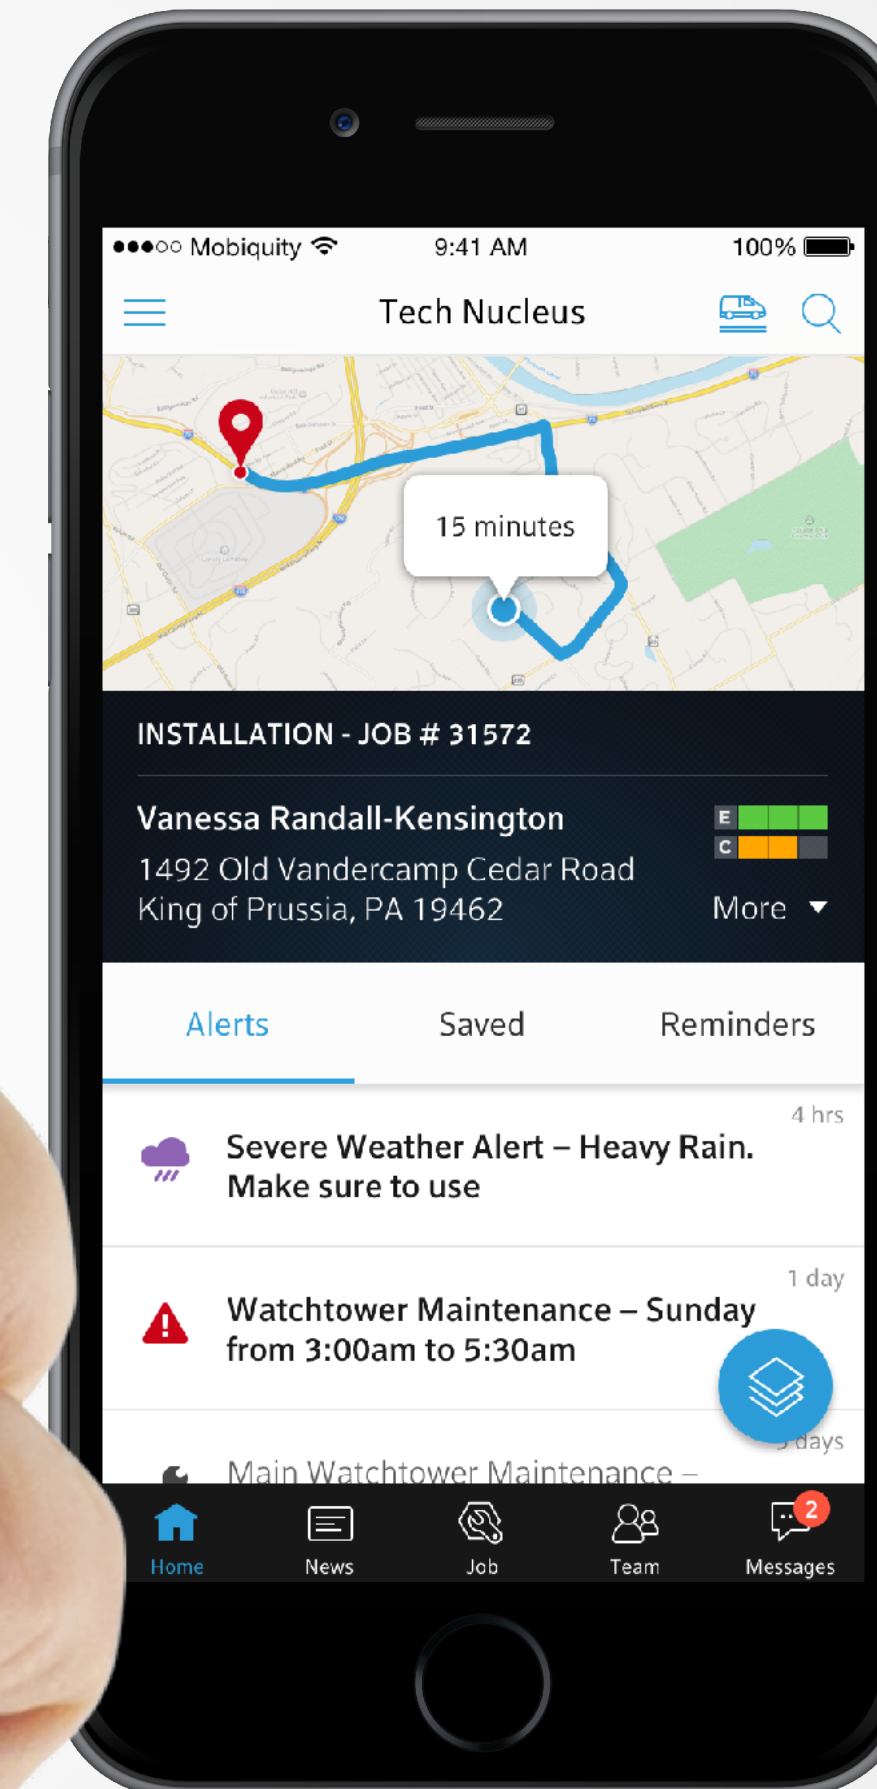 Mobiquity 9:41 AM 100%
Tech Nucleus
15 minutes
INSTALLATION - JOB # 31572
Vanessa Randall-Kensington
E
1492 Old Vandercamp Cedar Road
C
King of Prussia, PA 19462
More
Alerts Saved Reminders
4 hrs
Severe Weather Alert – Heavy Rain.
Make sure to use
1 day
Watchtower Maintenance – Sunday
from 3:00am to 5:30am
days
Main Watchtower Maintenance –
2
Home News Job Team Messages